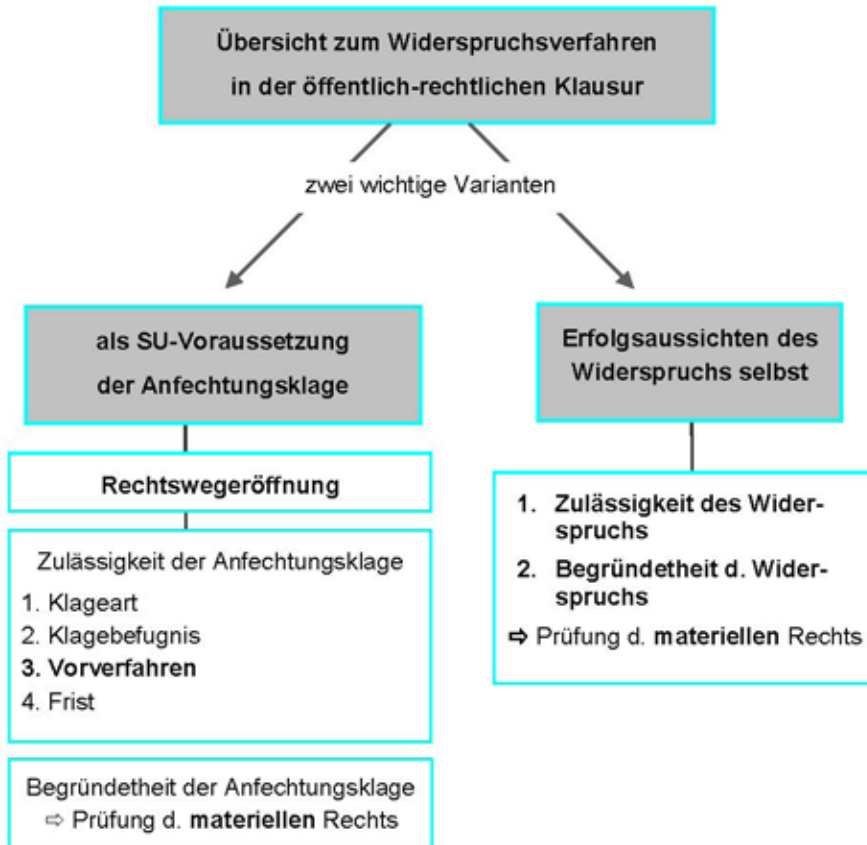 Übersicht zum Widerspruchsverfahren
in der öffentlich-rechtlichen Klausur
zwei wichtige Varianten
als SU-Voraussetzung
der Anfechtungsklage
Rechtswegeröffnung
Zulässigkeit der Anfechtungsklage
1. Klageart
2. Klagebefugnis
3. Vorverfahren
4. Frist
Begründetheit der Anfechtungsklage
⇨ Prüfung d. materiellen Rechts
Erfolgsaussichten des
Widerspruchs selbst
1. Zulässigkeit des Wider-
spruchs
2. Begründetheit d. Wider-
spruchs
⇨ Prüfung d. materiellen Rechts